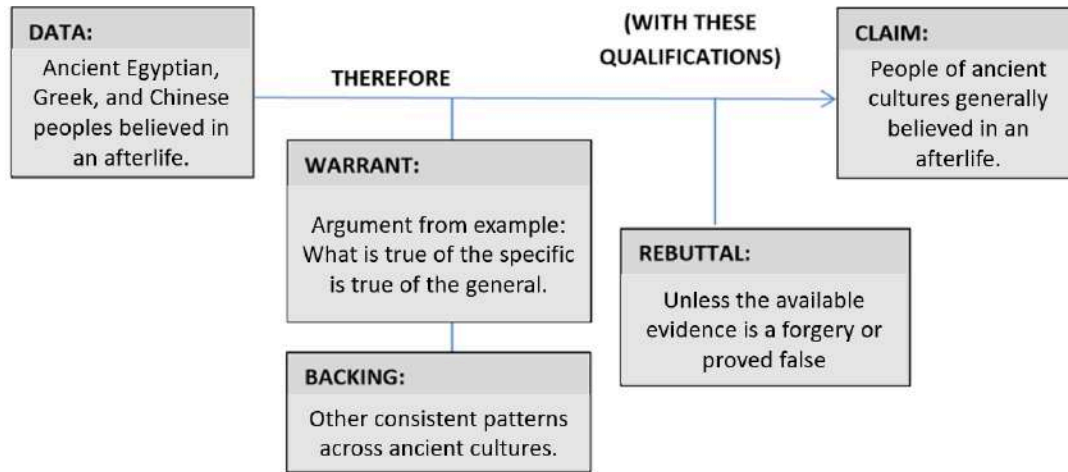 DATA:
Ancient Egyptian,
Greek, and Chinese
peoples believed in
an afterlife.
THEREFORE
(WITH THESE
QUALIFICATIONS)
CLAIM:
People of ancient
cultures generally
believed in an
afterlife.
WARRANT:
Argument from example:
What is true of the specific
is true of the general.
REBUTTAL:
Unless the available
evidence is a forgery or
proved false
BACKING:
Other consistent patterns
across ancient cultures.